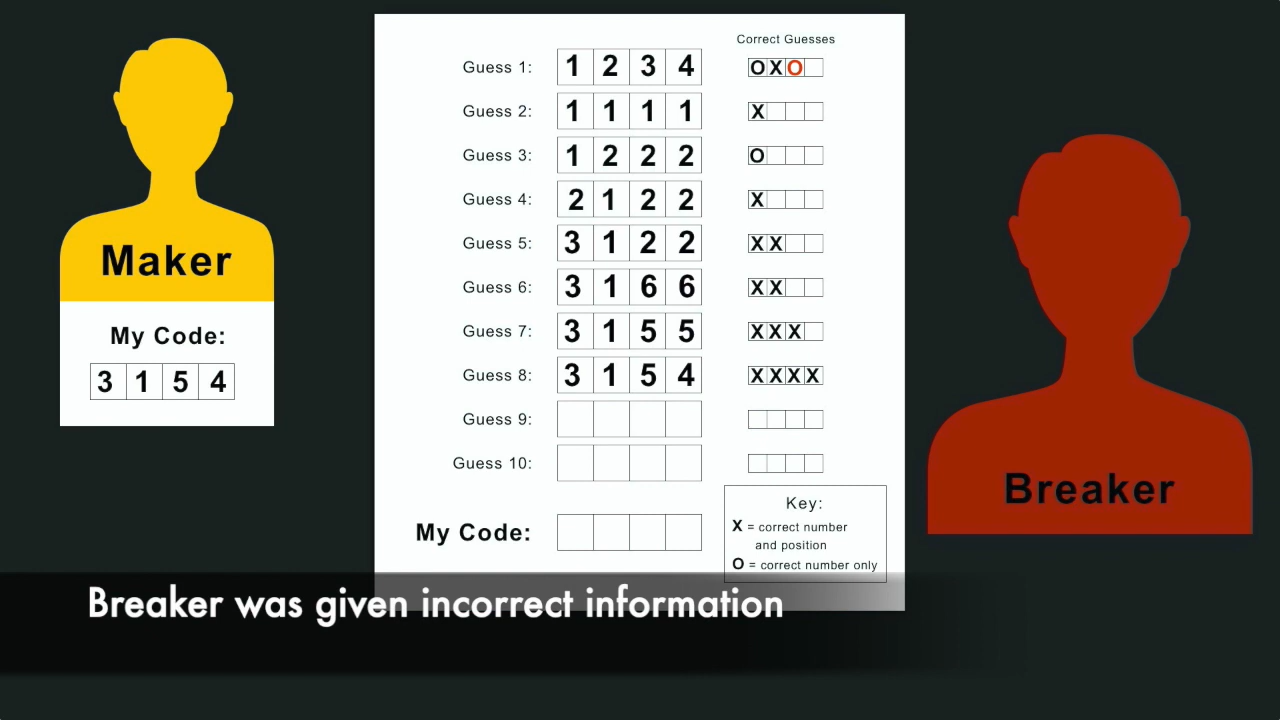 Correct Guesses
Guess 1: 1 2 3 4 O X O
Guess 2: 1 1 1 1 X
Guess 3: 1 2 2 2 O
Guess 4: 2 1 2 2 X
Guess 5: 3 1 2 2 X X
Guess 6: 3 1 6 6 X X
Guess 7: 3 1 5 5 X X X
Guess 8: 3 1 5 4 X X X X
Guess 9:
Guess 10:
My Code:
Key:
X = correct number
and position
O = correct number only
Maker
My Code:
3 1 5 4
Breaker
Breaker was given incorrect information